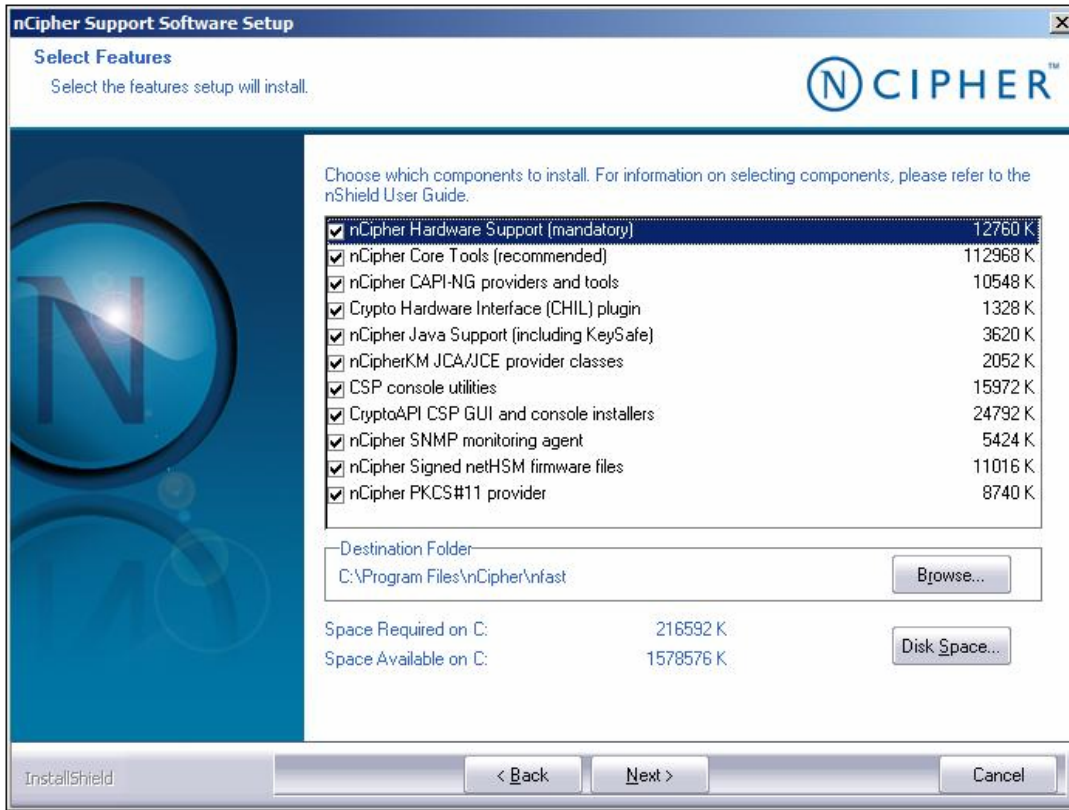 nCipher Support Software Setup
Select Features
Select the features setup will install.
N CIPHER™
Choose which components to install. For information on selecting components, please refer to the
nShield User Guide.
nCipher Hardware Support (mandatory) 12760 K
nCipher Core Tools (recommended) 112968 K
nCipher CAPI-NG providers and tools 10548 K
Crypto Hardware Interface (CHIL) plugin 1328 K
nCipher Java Support (including KeySafe) 3620 K
nCipherKM JCA/JCE provider classes 2052 K
CSP console utilities 15972 K
CryptoAPI CSP GUI and console installers 24792 K
nCipher SNMP monitoring agent 5424 K
nCipher Signed netHSM firmware files 11016 K
nCipher PKCS#11 provider 8740 K
Destination Folder
C:\Program Files\nCipher\nfast
Browse...
Space Required on C: 216592 K
Space Available on C: 1578576 K
Disk Space...
InstallShield
< Back
Next >
Cancel